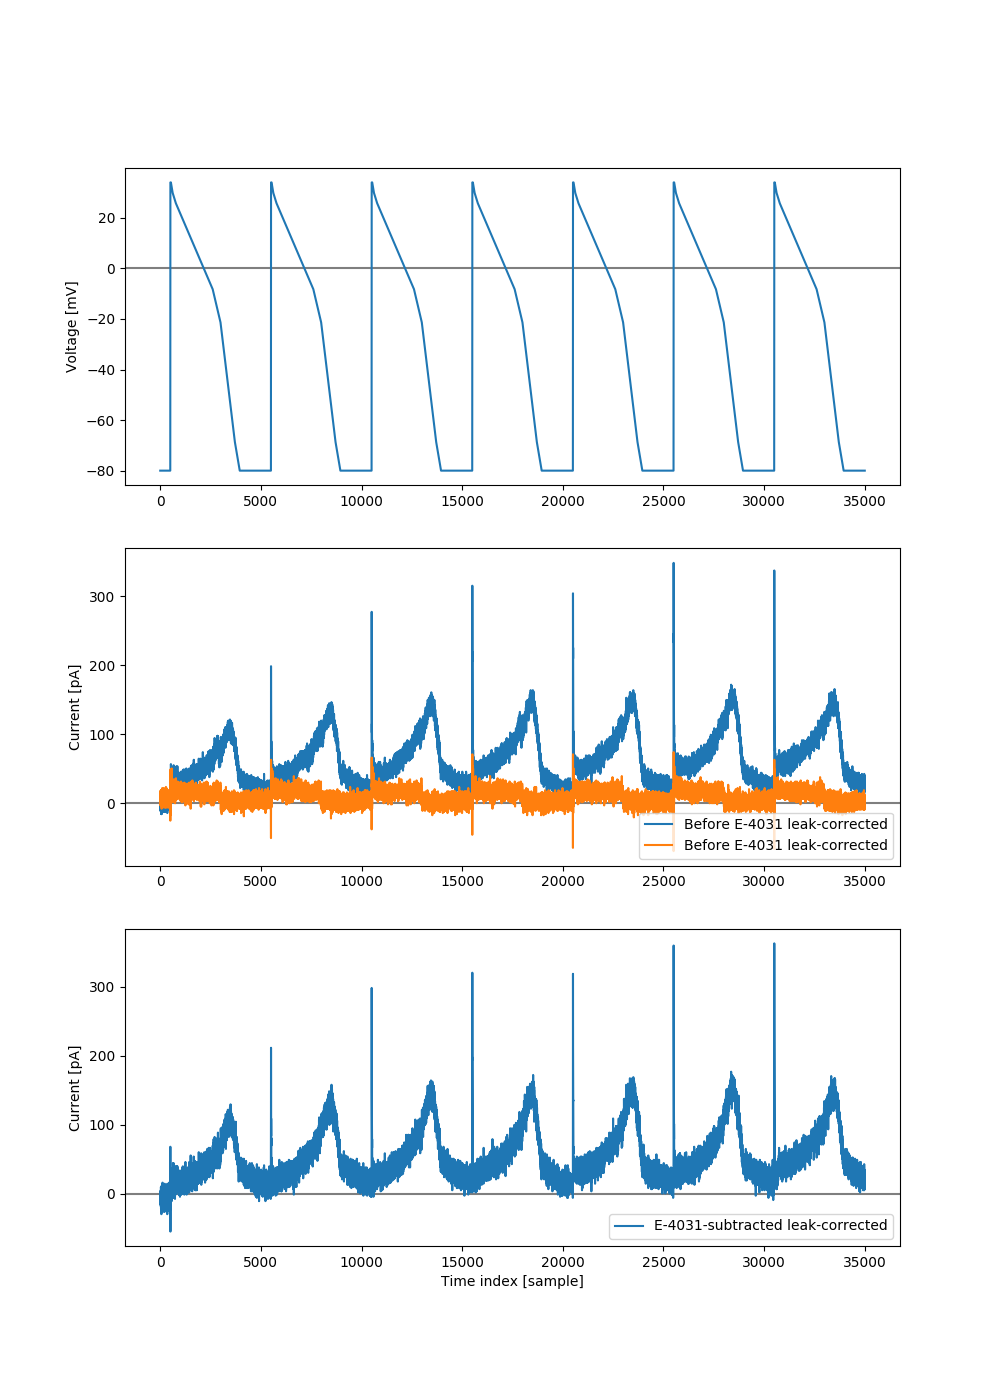 20
0
−20
−40
−60
−80
Voltage [mV]
0 5000 10000 15000 20000 25000 30000 35000
300
200
100
0
Current [pA]
Before E-4031 leak-corrected
Before E-4031 leak-corrected
0 5000 10000 15000 20000 25000 30000 35000
300
200
100
0
Current [pA]
E-4031-subtracted leak-corrected
0 5000 10000 15000 20000 25000 30000 35000
Time index [sample]